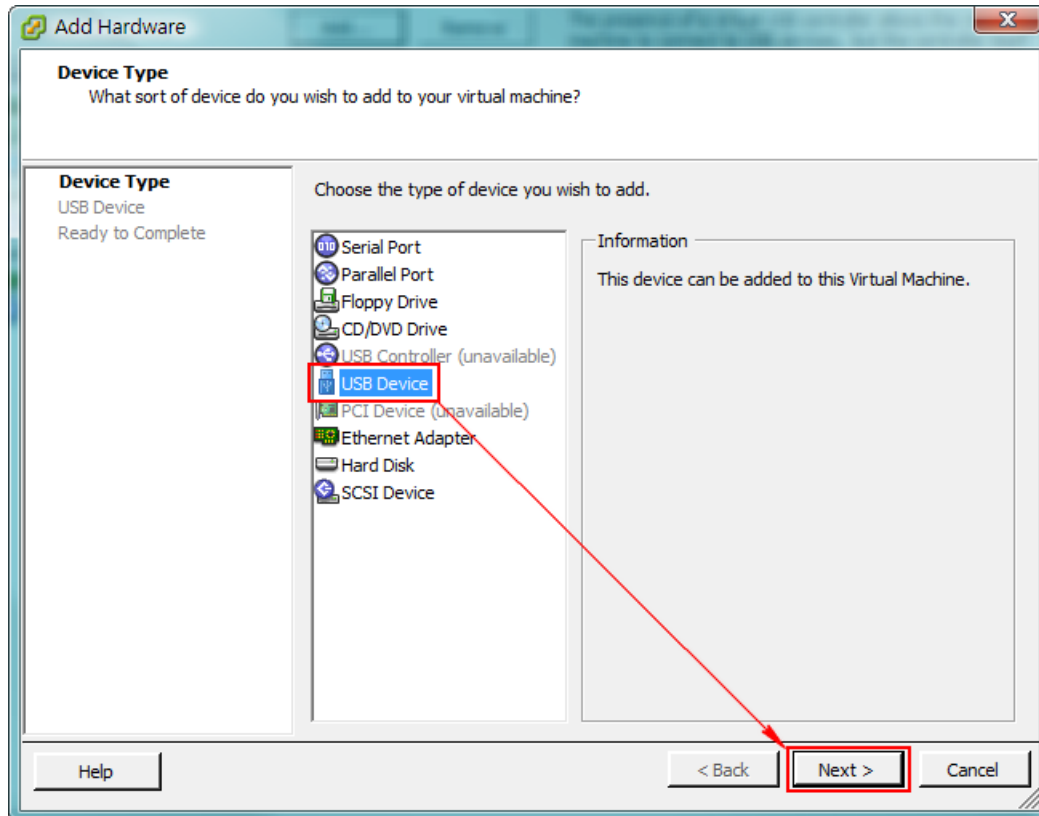 Add Hardware
Device Type
What sort of device do you wish to add to your virtual machine?
Device Type
USB Device
Ready to Complete
Choose the type of device you wish to add.
Serial Port
Parallel Port
Floppy Drive
CD/DVD Drive
USB Controller (unavailable)
USB Device
PCI Device (unavailable)
Ethernet Adapter
Hard Disk
SCSI Device
Information
This device can be added to this Virtual Machine.
Help
< Back
Next >
Cancel